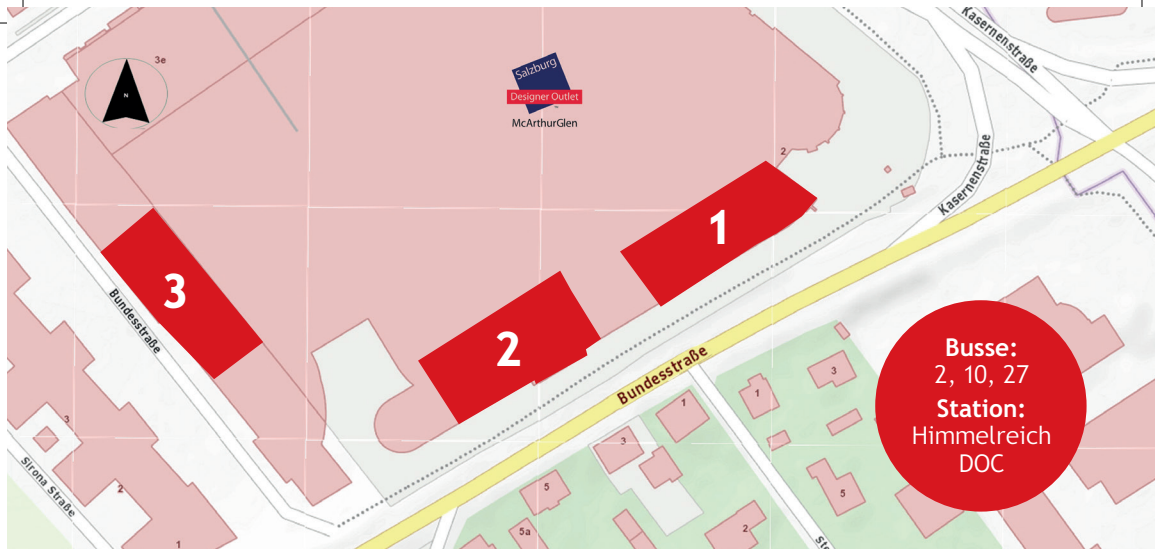 Kasernenstraße
3e
N
Salzburg
Designer Outlet
McArthurGlen
2
Kasernenstraße
1
3
2
Bundesstraße
Bundesstraße
Busse:
2, 10, 27
Station:
Himmelreich
DOC
3
1
1
3
3
5
5
5a
2
2
1
Sirona Straße